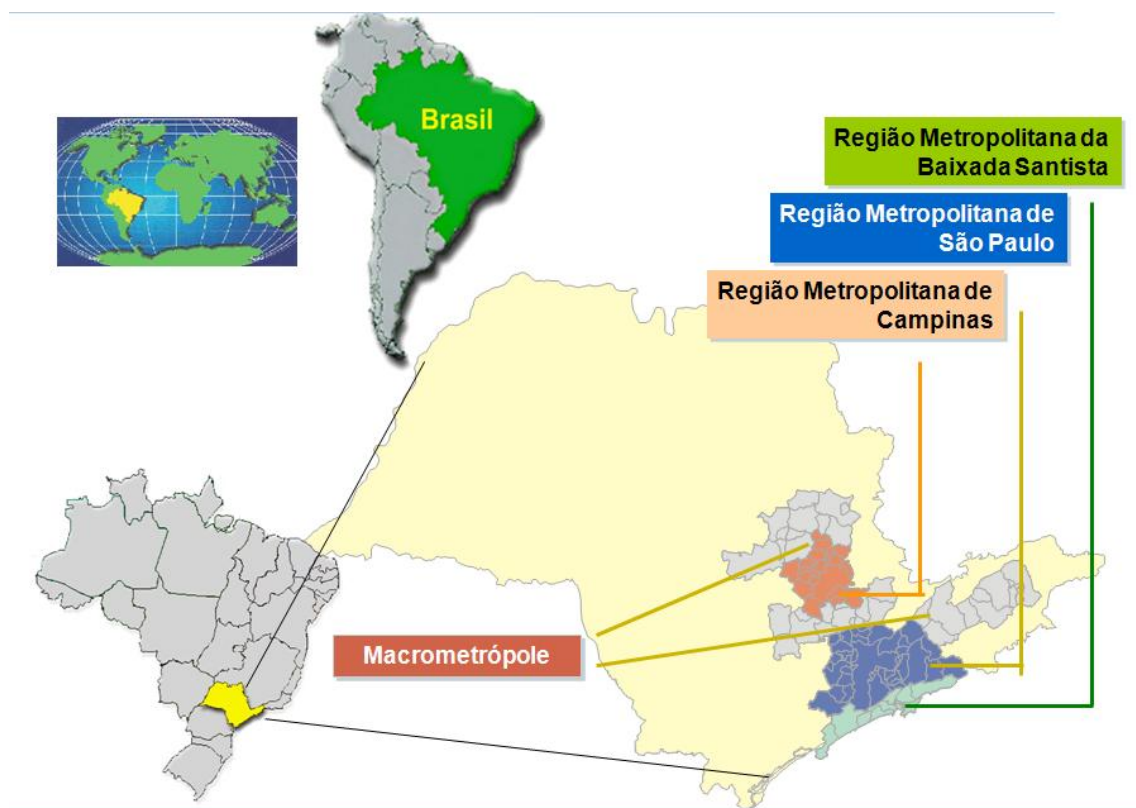 Brasil
Região Metropolitana da
Baixada Santista
Região Metropolitana de
São Paulo
Região Metropolitana de
Campinas
Macrometrópole